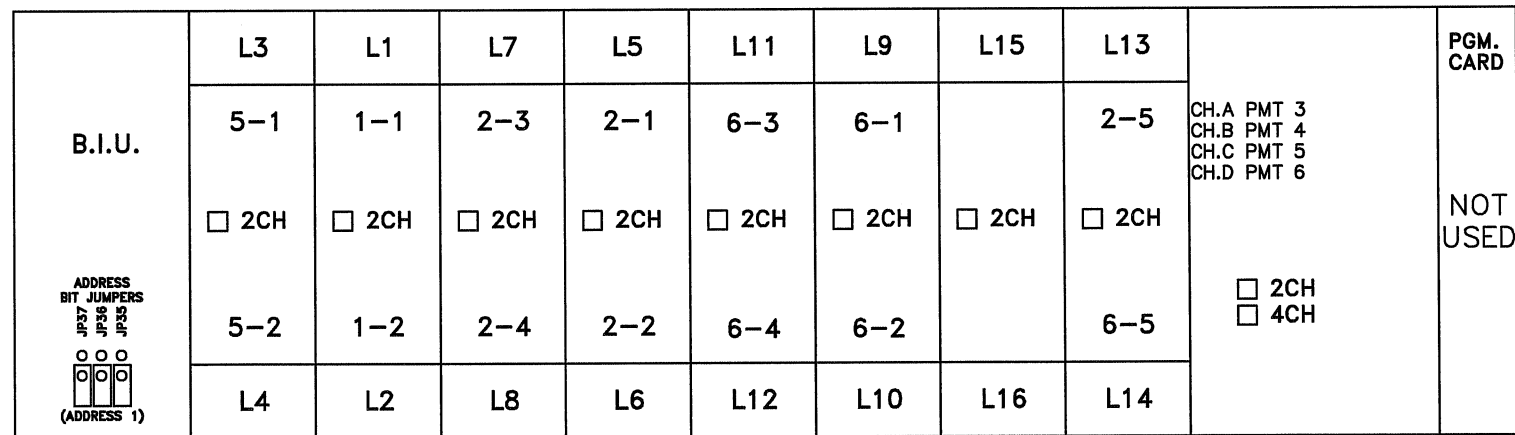 L3 L1 L7 L5 L11 L9 L15 L13 PGM.
CARD
B.I.U. 5-1 1-1 2-3 2-1 6-3 6-1 2-5
CH.A PMT 3
CH.B PMT 4
CH.C PMT 5
CH.D PMT 6
2CH 2CH 2CH 2CH 2CH 2CH 2CH 2CH
NOT
USED
ADDRESS
BIT JUMPERS
JP37 JP36 JP35
5-2 1-2 2-4 2-2 6-4 6-2 6-5
2CH
4CH
(ADDRESS 1)
L4 L2 L8 L6 L12 L10 L16 L14